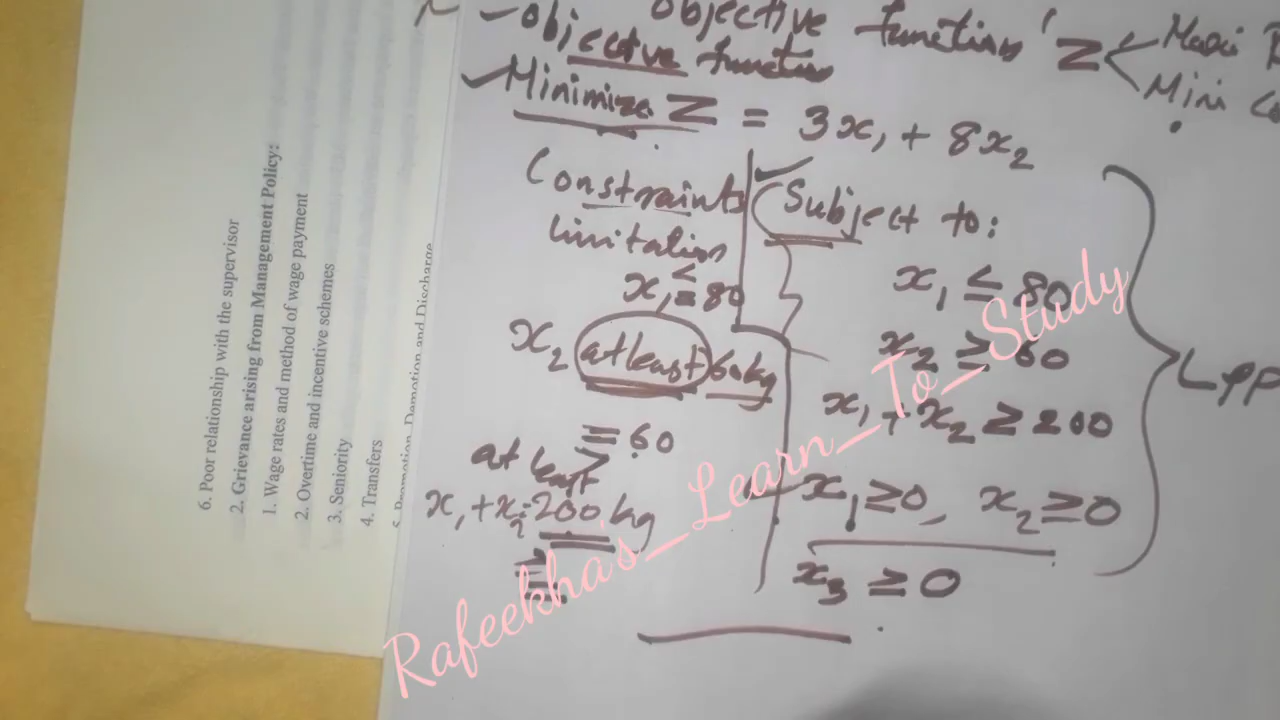 objective function Z
-objective function
Minimize Z = 3x₁ + 8x₂
Constraints
limitation
x₁ ≤ 80
x₂ at least 60 kg
≥ 60
at least
x₁ + x₂ 200 kg
Subject to:
x₁ ≤ 80
x₂ ≥ 60
x₁ + x₂ ≥ 200
x₁ ≥ 0, x₂ ≥ 0
x₃ ≥ 0
LPP
Mini
6. Poor relationship with the supervisor
2. Grievance arising from Management Policy:
1. Wage rates and method of wage payment
2. Overtime and incentive schemes
3. Seniority
4. Transfers
Rafeekha's_Learn_To_Study